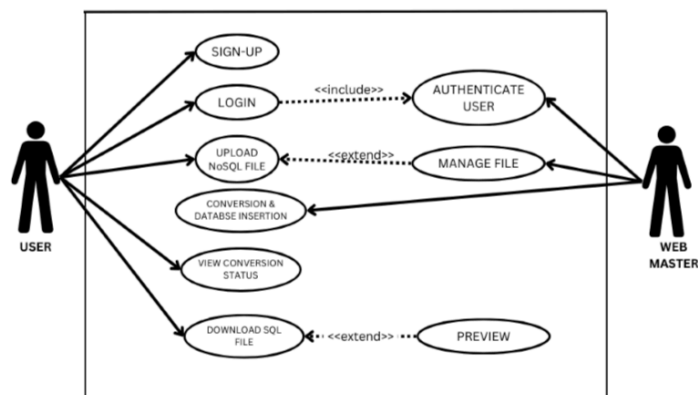 SIGN-UP
LOGIN
<<include>>
AUTHENTICATE
USER
UPLOAD
NoSQL FILE
<<extend>>
MANAGE FILE
CONVERSION &
DATABSE INSERTION
USER
WEB
MASTER
VIEW CONVERSION
STATUS
DOWNLOAD SQL
FILE
<<extend>>
PREVIEW